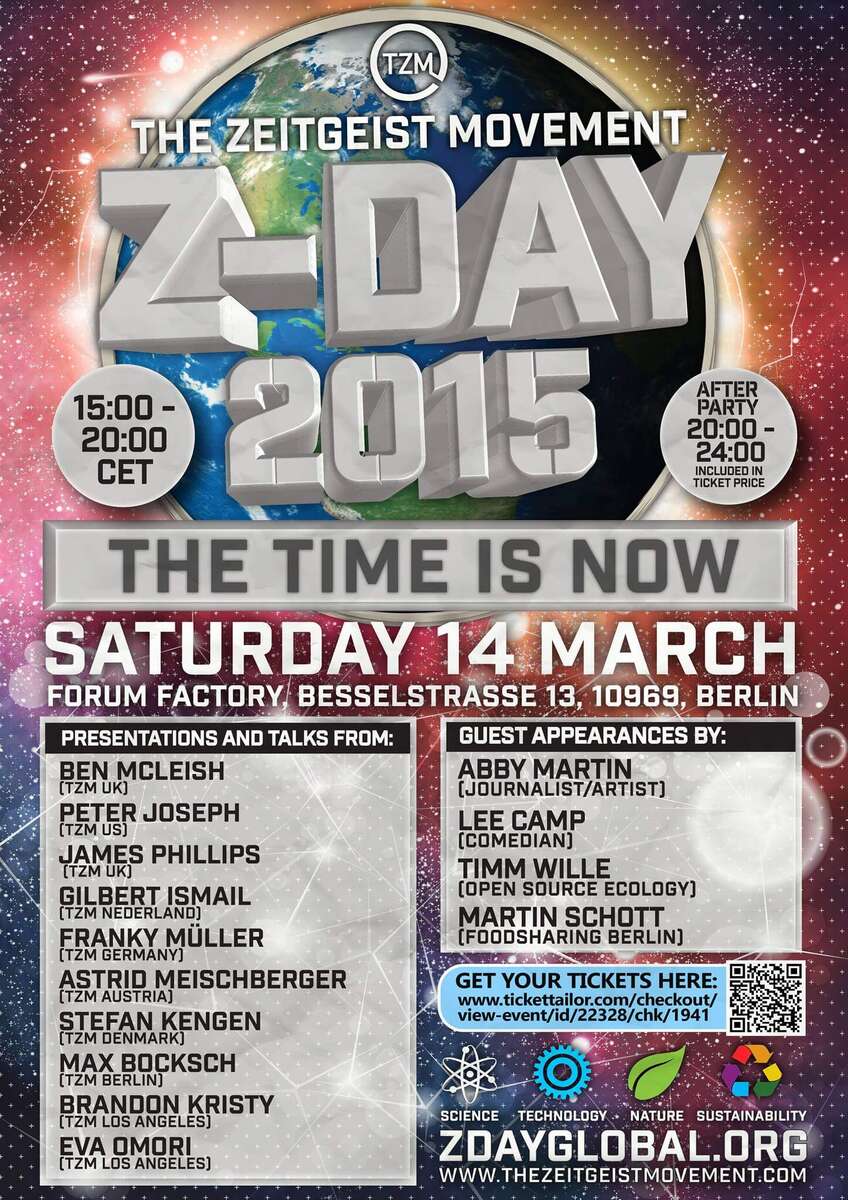 TZM
THE ZEITGEIST MOVEMENT
Z-DAY
2015
15:00 -
20:00
CET
AFTER
PARTY
20:00 -
24:00
INCLUDED IN
TICKET PRICE
THE TIME IS NOW
SATURDAY 14 MARCH
FORUM FACTORY, BESSELSTRASSE 13, 10969, BERLIN
PRESENTATIONS AND TALKS FROM:
BEN MCLEISH
(TZM UK)
PETER JOSEPH
(TZM US)
JAMES PHILLIPS
(TZM UK)
GILBERT ISMAIL
(TZM NEDERLAND)
FRANKY MÜLLER
(TZM GERMANY)
ASTRID MEISCHBERGER
(TZM AUSTRIA)
STEFAN KENGEN
(TZM DENMARK)
MAX BOCKSCH
(TZM BERLIN)
BRANDON KRISTY
(TZM LOS ANGELES)
EVA OMORI
(TZM LOS ANGELES)
GUEST APPEARANCES BY:
ABBY MARTIN
(JOURNALIST/ARTIST)
LEE CAMP
(COMEDIAN)
TIMM WILLE
(OPEN SOURCE ECOLOGY)
MARTIN SCHOTT
(FOODSHARING BERLIN)
GET YOUR TICKETS HERE:
www.tickettailor.com/checkout/
view-event/id/22328/chk/1941
SCIENCE TECHNOLOGY NATURE SUSTAINABILITY
ZDAYGLOBAL.ORG
WWW.THEZEITGEISTMOVEMENT.COM